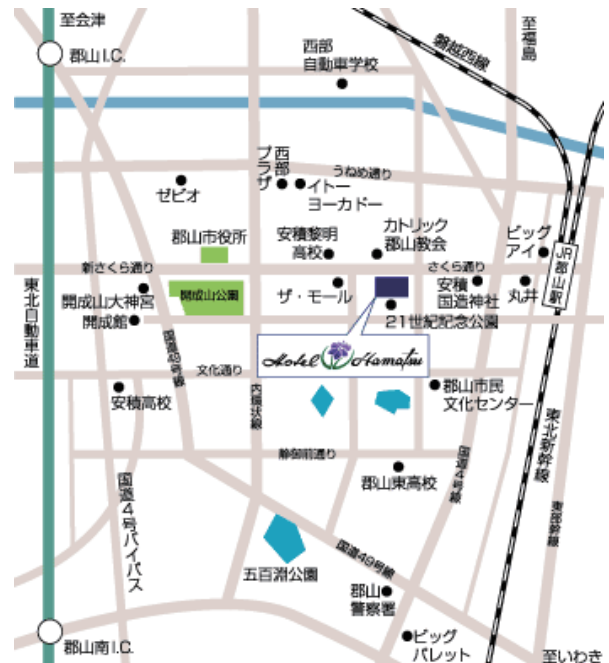 至会津
郡山I.C.
西部
自動車学校
磐越西線
至福島
西部
プラザ
うねめ通り
ゼビオ
イトー
ヨーカドー
郡山市役所
安積黎明
高校
カトリック
郡山教会
ビッグ
アイ
JR郡山駅
新さくら通り
さくら通り
開成山大神宮
開成山公園
ザ・モール
安積
国造神社
丸井
開成館
21世紀記念公園
東北自動車道
国道49号線
Hotel Hamatsu
文化通り
内環状線
安積高校
郡山市民
文化センター
静御前通り
郡山東高校
国道4号線
東北新幹線
東部幹線
国道4号バイパス
国道49号線
五百淵公園
郡山
警察署
郡山南I.C.
ビッグ
パレット
至いわき